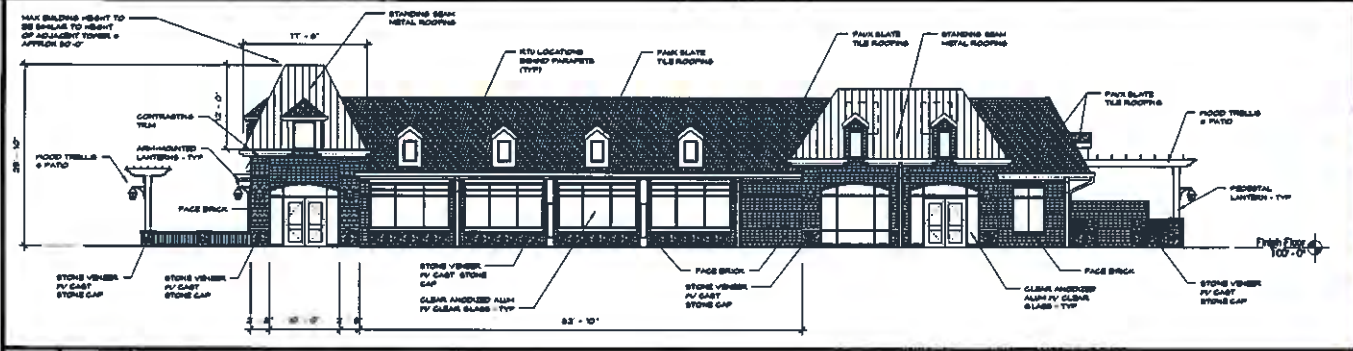 MAX BUILDING HEIGHT TO
BE SIMILAR TO HEIGHT
OF ADJACENT TOWER @
APPROX 30'-0"
STANDING SEAM
METAL ROOFING
RTU LOCATIONS
BEHIND PARAPETS
(TYP)
FAUX SLATE
TILE ROOFING
FAUX SLATE
TILE ROOFING
STANDING SEAM
METAL ROOFING
FAUX SLATE
TILE ROOFING
WOOD TRELLIS
@ PATIO
12' - 0"
CONTRASTING
TRIM
ARM-MOUNTED
LANTERNS - TYP
WOOD TRELLIS
@ PATIO
FACE BRICK
PEDESTAL
LANTERN - TYP
Finish Floor
100' - 0"
STONE VENEER
W/ CAST
STONE CAP
STONE VENEER
W/ CAST
STONE CAP
STONE VENEER
W/ CAST STONE
CAP
CLEAR ANODIZED ALUM
W/ CLEAR GLASS - TYP
FACE BRICK
STONE VENEER
W/ CAST
STONE CAP
CLEAR ANODIZED
ALUM W/ CLEAR
GLASS - TYP
FACE BRICK
STONE VENEER
W/ CAST
STONE CAP